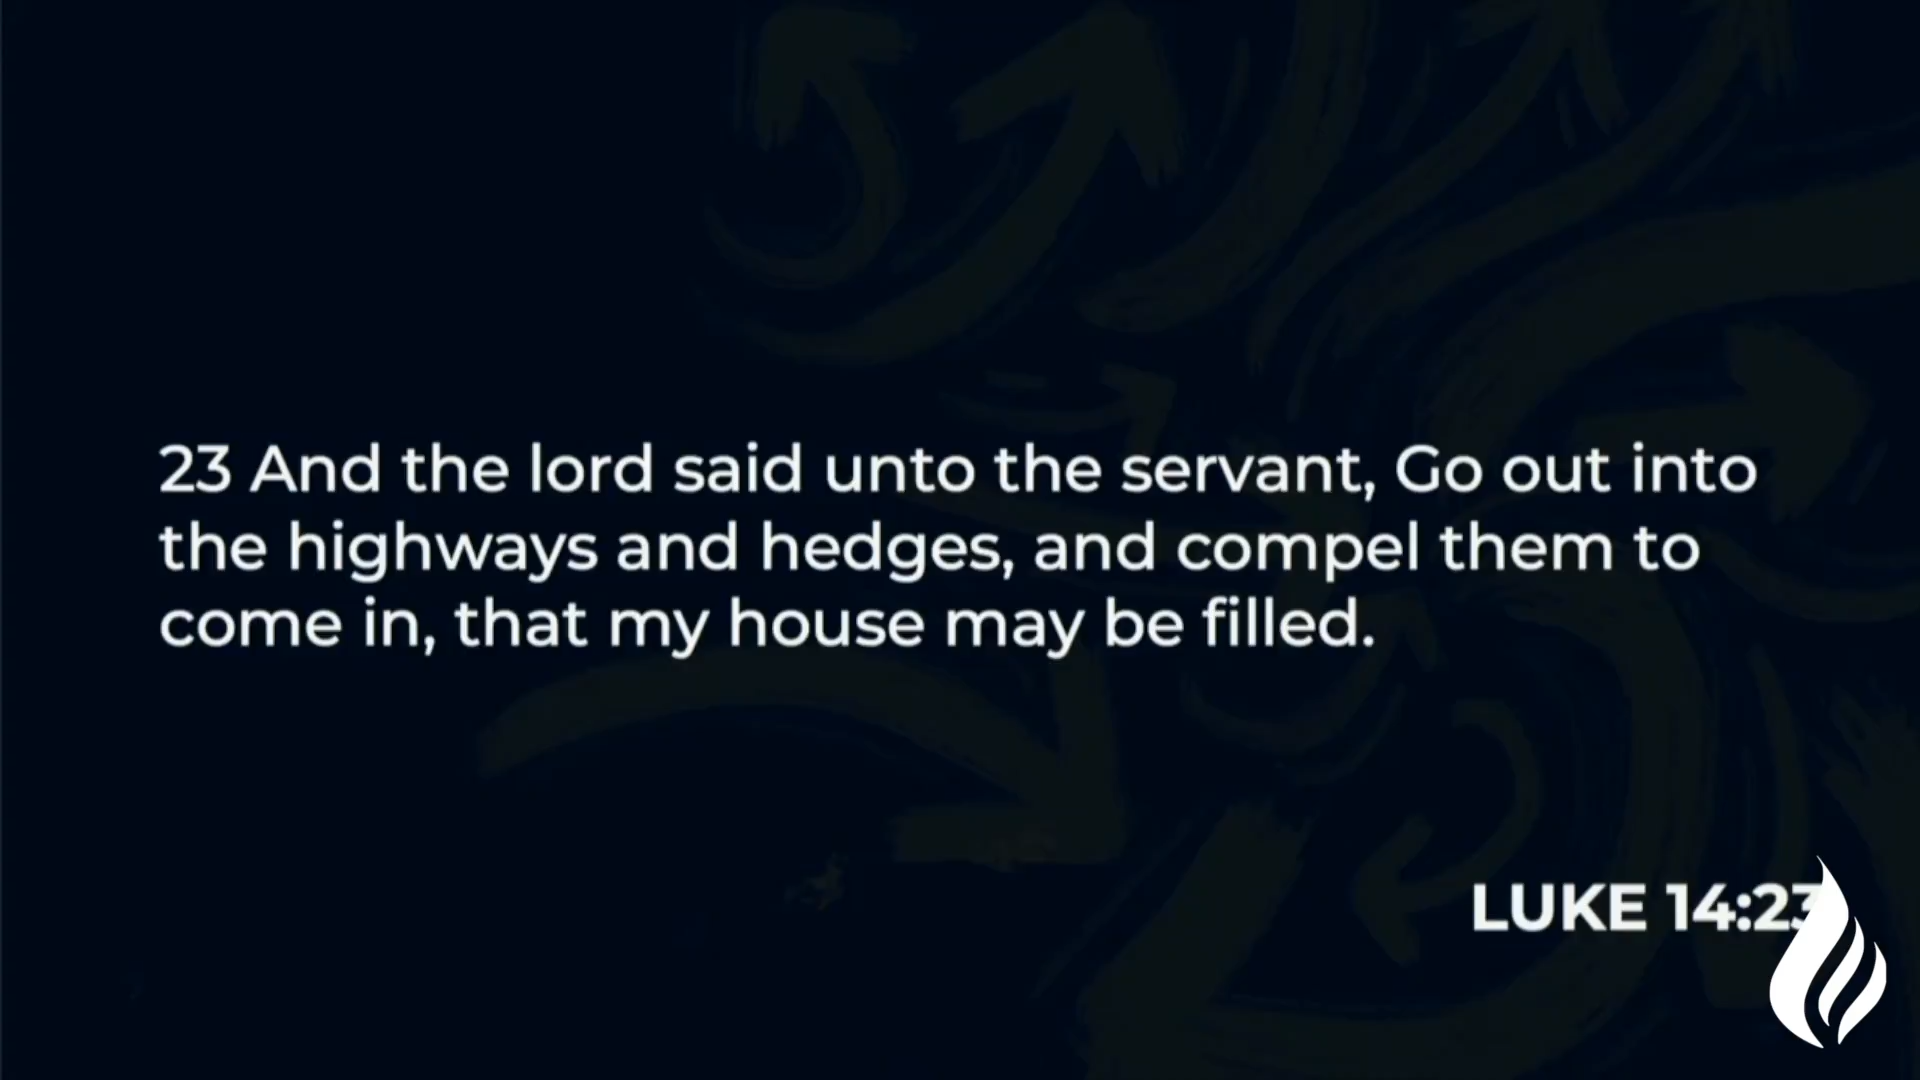 23 And the lord said unto the servant, Go out into
the highways and hedges, and compel them to
come in, that my house may be filled.
LUKE 14:23